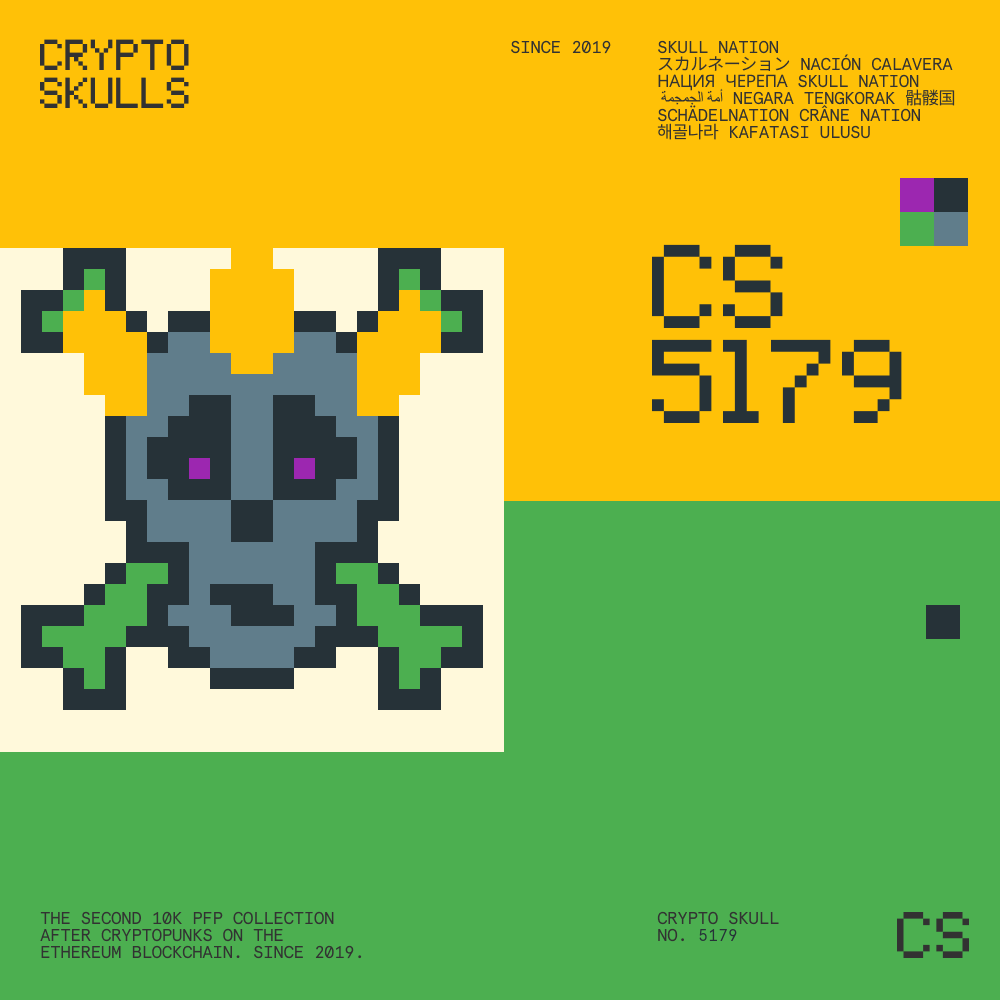 CRYPTO
SKULLS
SINCE 2019
SKULL NATION
スカルネーション NACIÓN CALAVERA
НАЦИЯ ЧЕРЕПА SKULL NATION
أمة الجمجمة NEGARA TENGKORAK 骷髅国
SCHÄDELNATION CRÂNE NATION
해골나라 KAFATASI ULUSU
CS
5179
THE SECOND 10K PFP COLLECTION
AFTER CRYPTOPUNKS ON THE
ETHEREUM BLOCKCHAIN. SINCE 2019.
CRYPTO SKULL
NO. 5179
CS